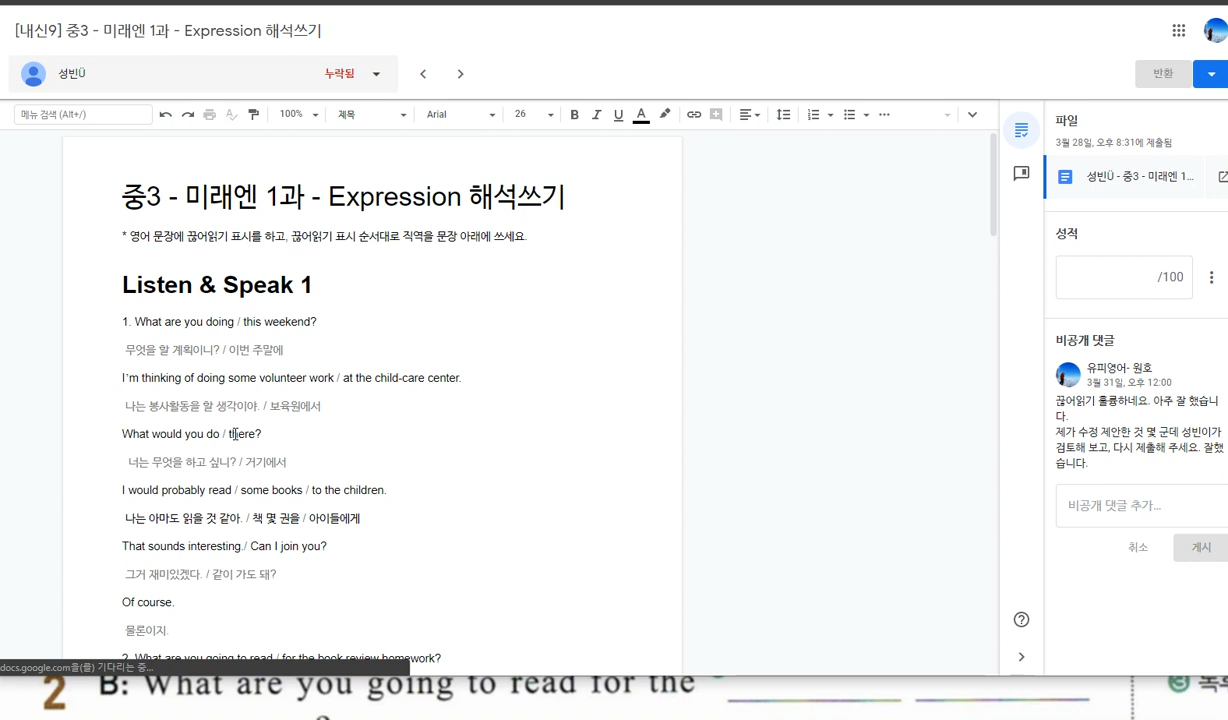 [내신9] 중3 - 미래엔 1과 - Expression 해석쓰기
성빈Ü
누락됨
반환
메뉴 검색 (Alt+/)
100%
제목
Arial
26
B I U A
파일
3월 28일, 오후 8:31에 제출됨
성빈Ü - 중3 - 미래엔 1...
성적
/100
비공개 댓글
유피영어- 원호
3월 31일, 오후 12:00
끊어읽기 훌륭하네요. 아주 잘 했습니
다.
제가 수정 제안한 것 몇 군데 성빈이가
검토해 보고, 다시 제출해 주세요. 잘했
습니다.
비공개 댓글 추가...
취소
게시
중3 - 미래엔 1과 - Expression 해석쓰기
* 영어 문장에 끊어읽기 표시를 하고, 끊어읽기 표시 순서대로 직역을 문장 아래에 쓰세요.
Listen & Speak 1
1. What are you doing / this weekend?
무엇을 할 계획이니? / 이번 주말에
I'm thinking of doing some volunteer work / at the child-care center.
나는 봉사활동을 할 생각이야. / 보육원에서
What would you do / there?
너는 무엇을 하고 싶니? / 거기에서
I would probably read / some books / to the children.
나는 아마도 읽을 것 같아. / 책 몇 권을 / 아이들에게
That sounds interesting./ Can I join you?
그거 재미있겠다. / 같이 가도 돼?
Of course.
물론이지.
2. What are you going to read / for the book review homework?
docs.google.com을(를) 기다리는 중...
2 B: What are you going to read for the
③